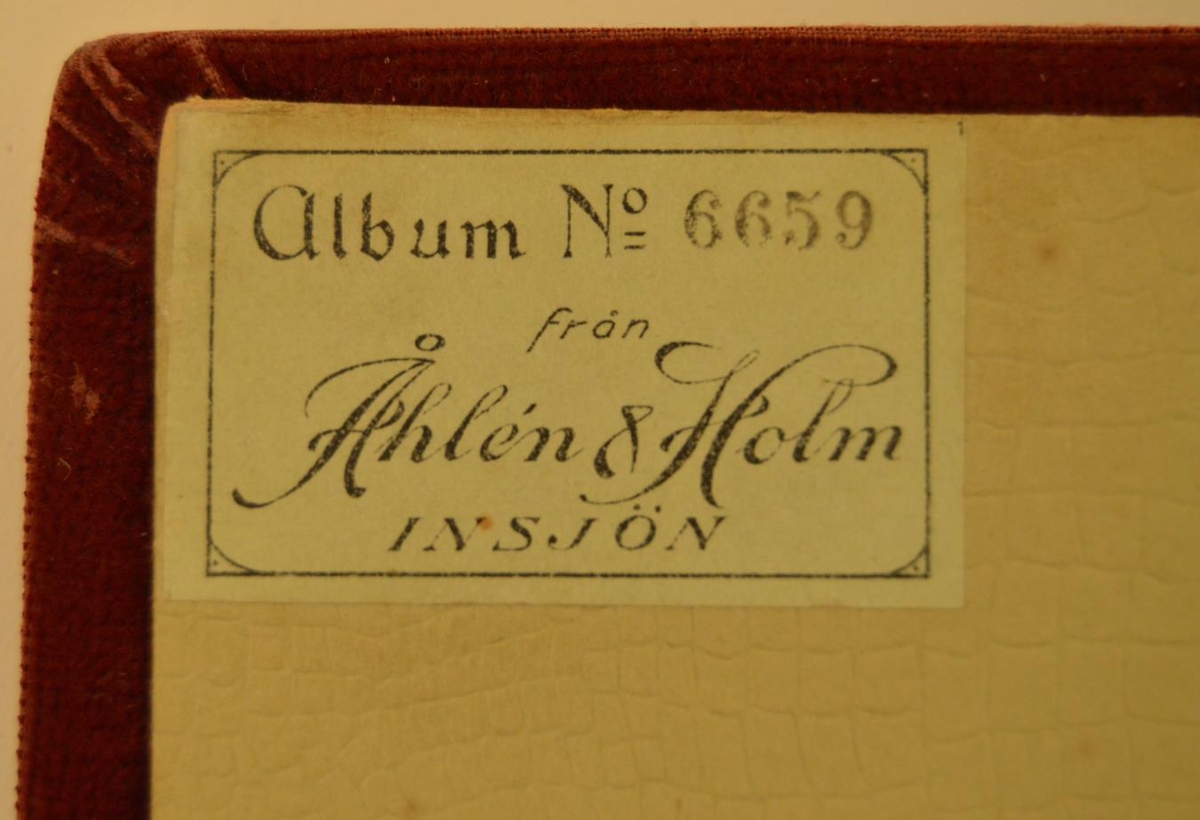 Album Nº 6659
från
Åhlén & Holm
INSJÖN